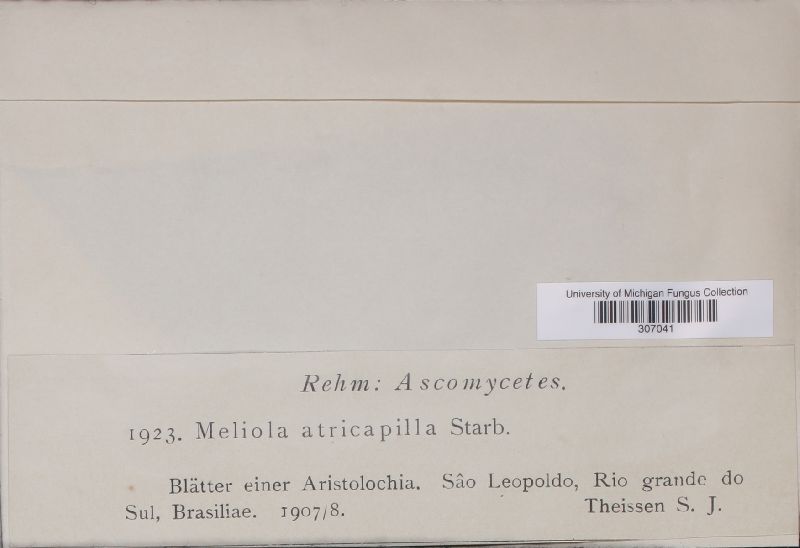 University of Michigan Fungus Collection
307041
Rehm: Ascomycetes.
1923. Meliola atricapilla Starb.
Blätter einer Aristolochia. Sâo Leopoldo, Rio grande do
Sul, Brasiliae. 1907/8. Theissen S. J.